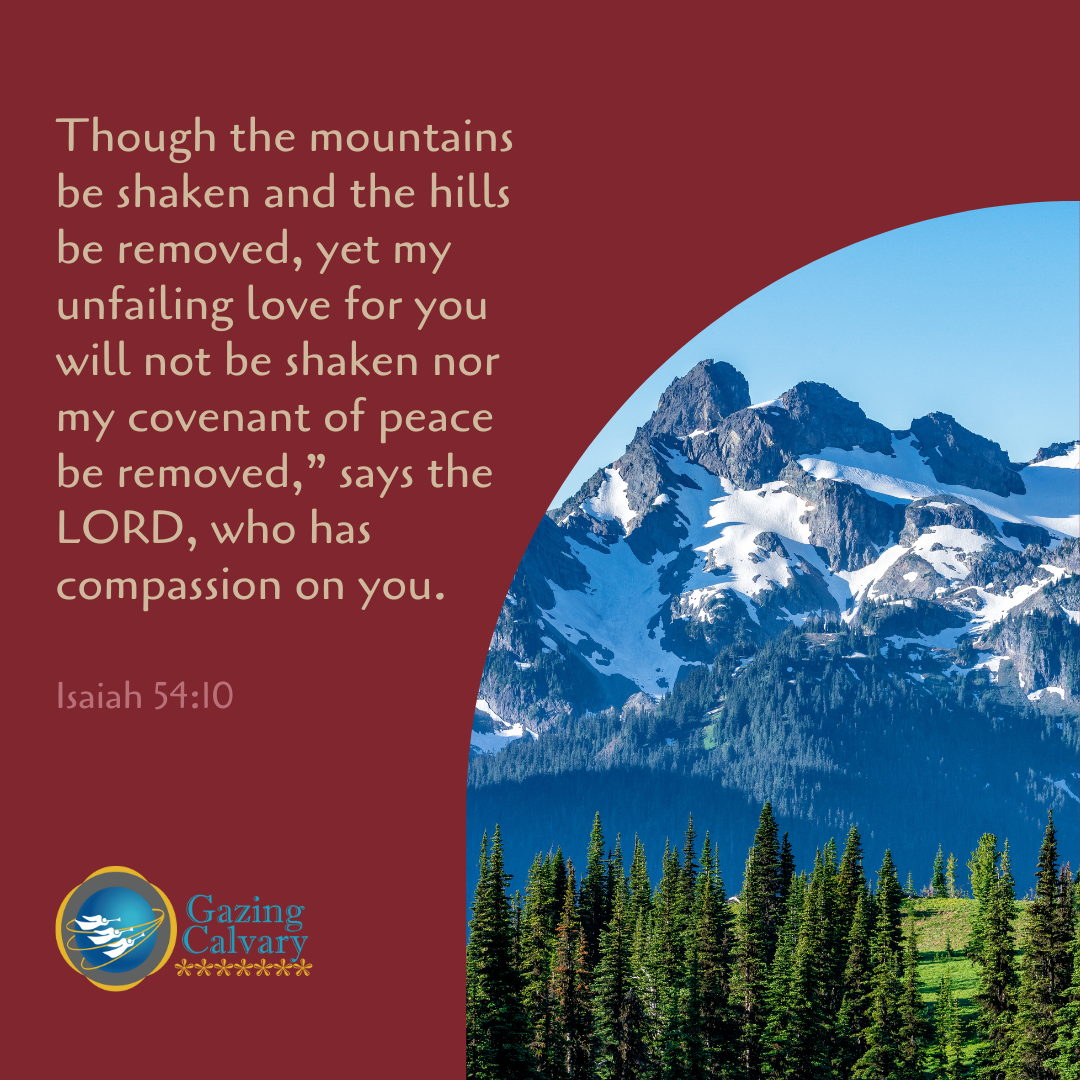 Though the mountains
be shaken and the hills
be removed, yet my
unfailing love for you
will not be shaken nor
my covenant of peace
be removed,” says the
LORD, who has
compassion on you.
Isaiah 54:10
Gazing
Calvary
*******